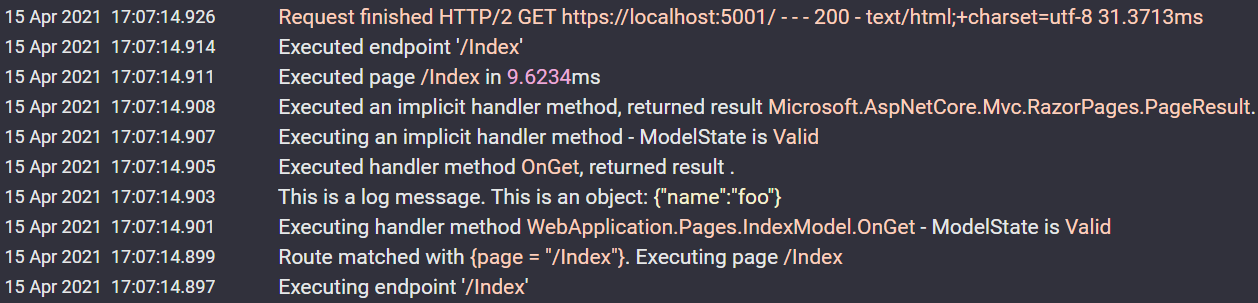 15 Apr 2021 17:07:14.926 Request finished HTTP/2 GET https://localhost:5001/ - - - 200 - text/html;+charset=utf-8 31.3713ms
15 Apr 2021 17:07:14.914 Executed endpoint '/Index'
15 Apr 2021 17:07:14.911 Executed page /Index in 9.6234ms
15 Apr 2021 17:07:14.908 Executed an implicit handler method, returned result Microsoft.AspNetCore.Mvc.RazorPages.PageResult.
15 Apr 2021 17:07:14.907 Executing an implicit handler method - ModelState is Valid
15 Apr 2021 17:07:14.905 Executed handler method OnGet, returned result .
15 Apr 2021 17:07:14.903 This is a log message. This is an object: {"name":"foo"}
15 Apr 2021 17:07:14.901 Executing handler method WebApplication.Pages.IndexModel.OnGet - ModelState is Valid
15 Apr 2021 17:07:14.899 Route matched with {page = "/Index"}. Executing page /Index
15 Apr 2021 17:07:14.897 Executing endpoint '/Index'